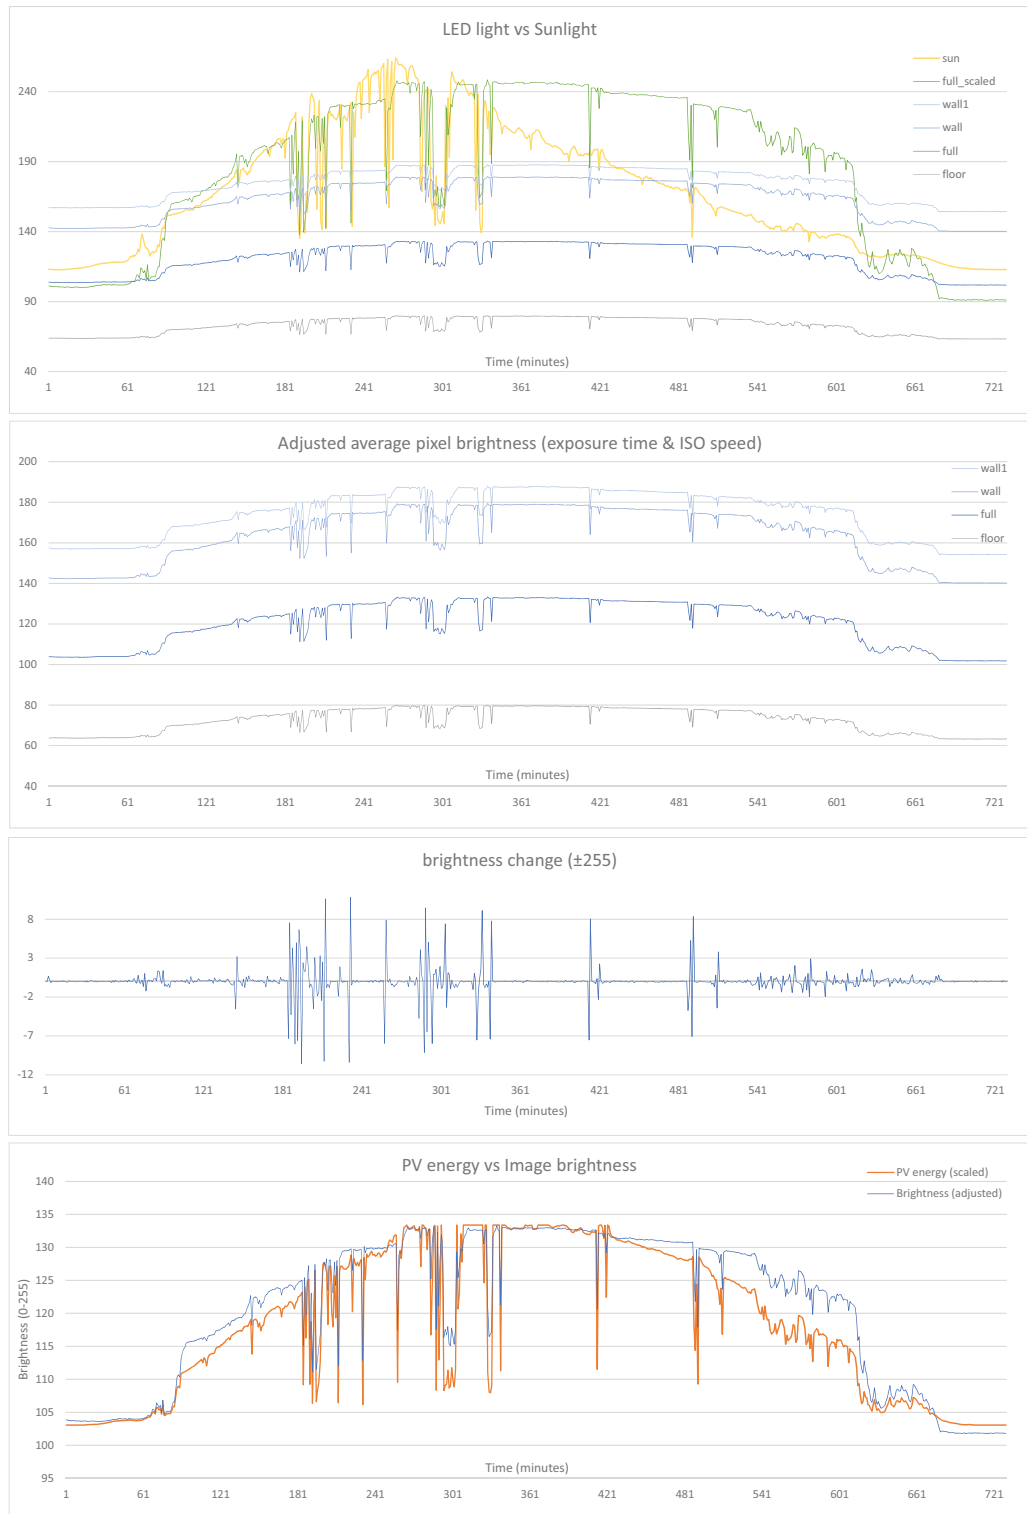 LED light vs Sunlight
sun
full_scaled
wall1
wall
full
floor
240
190
140
90
40
Time (minutes)
1 61 121 181 241 301 361 421 481 541 601 661 721
Adjusted average pixel brightness (exposure time & ISO speed)
wall1
wall
full
floor
200
180
160
140
120
100
80
60
40
Time (minutes)
1 61 121 181 241 301 361 421 481 541 601 661 721
brightness change (±255)
8
3
-2
-7
-12
1 61 121 181 241 301 361 421 481 541 601 661 721
Time (minutes)
PV energy vs Image brightness
PV energy (scaled)
Brightness (adjusted)
140
135
130
125
120
115
110
105
100
95
Brightness (0-255)
Time (minutes)
1 61 121 181 241 301 361 421 481 541 601 661 721